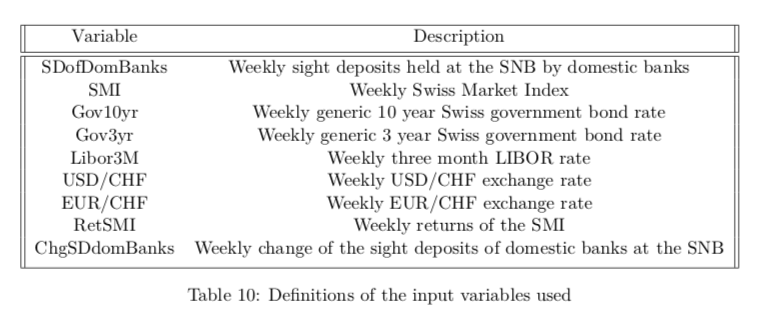 Variable Description
SDofDomBanks Weekly sight deposits held at the SNB by domestic banks
SMI Weekly Swiss Market Index
Gov10yr Weekly generic 10 year Swiss government bond rate
Gov3yr Weekly generic 3 year Swiss government bond rate
Libor3M Weekly three month LIBOR rate
USD/CHF Weekly USD/CHF exchange rate
EUR/CHF Weekly EUR/CHF exchange rate
RetSMI Weekly returns of the SMI
ChgSDdomBanks Weekly change of the sight deposits of domestic banks at the SNB
Table 10: Definitions of the input variables used